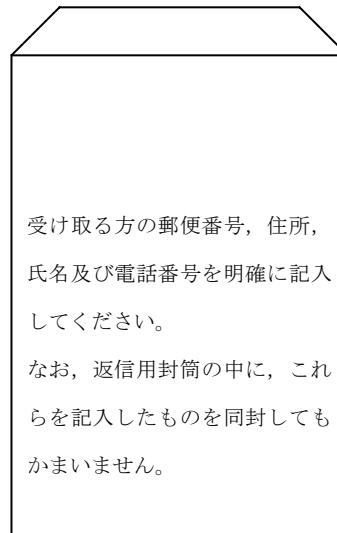 受け取る方の郵便番号，住所，
氏名及び電話番号を明確に記入
してください。
なお，返信用封筒の中に，これ
らを記入したものを同封しても
かまいません。